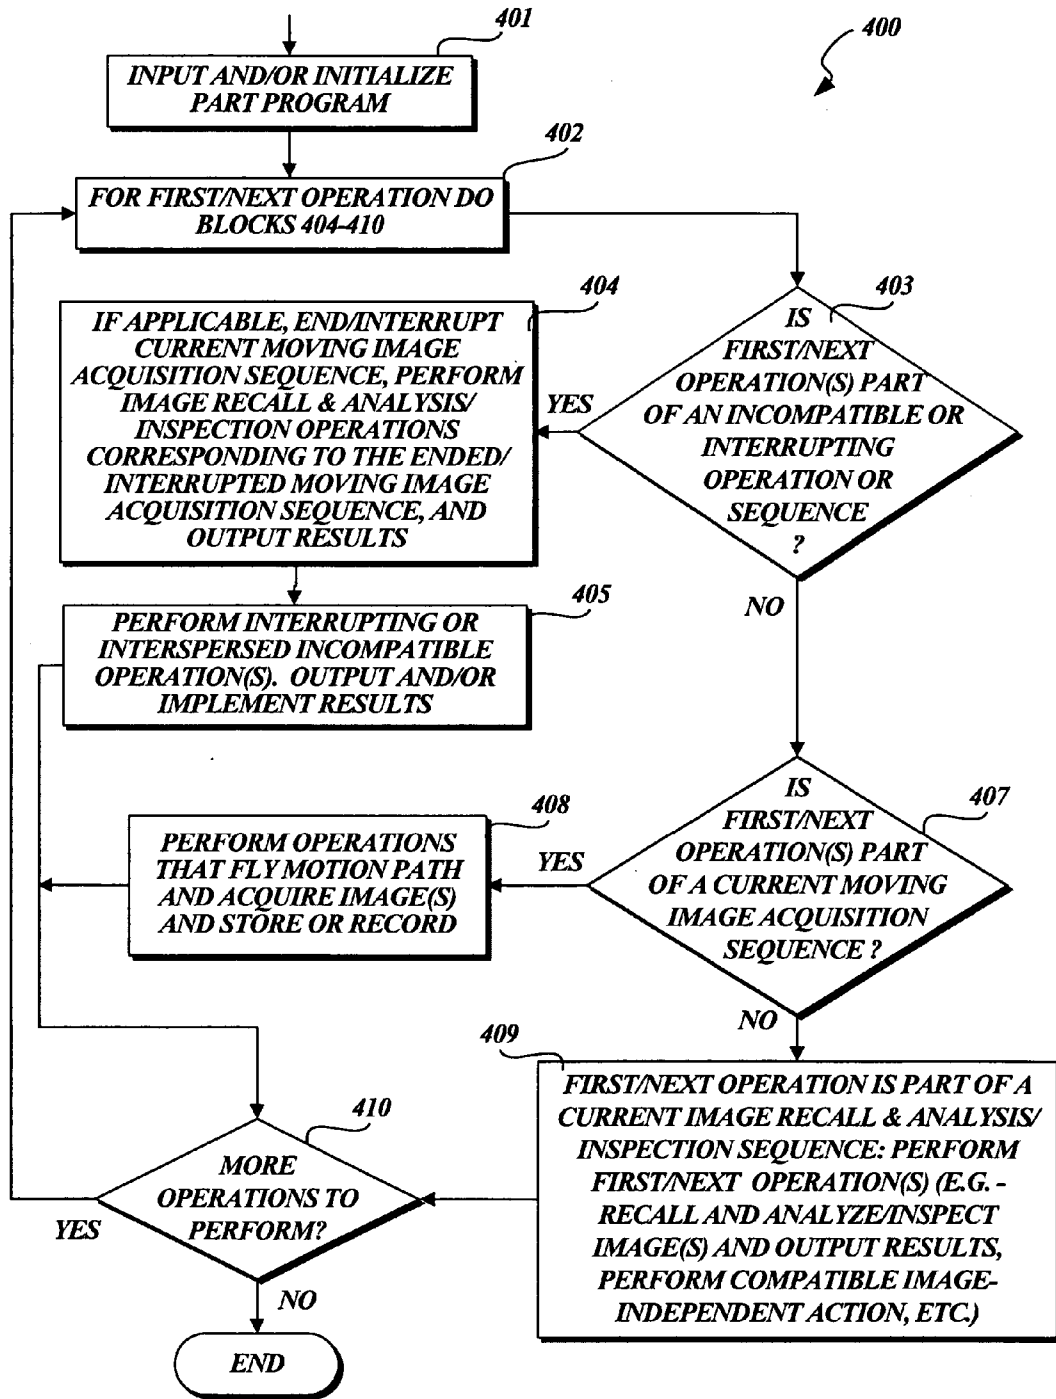 401
400
INPUT AND/OR INITIALIZE
PART PROGRAM
402
FOR FIRST/NEXT OPERATION DO
BLOCKS 404-410
403
IS
FIRST/NEXT
OPERATION(S) PART
OF AN INCOMPATIBLE OR
INTERRUPTING
OPERATION OR
SEQUENCE
?
YES
NO
404
IF APPLICABLE, END/INTERRUPT
CURRENT MOVING IMAGE
ACQUISITION SEQUENCE, PERFORM
IMAGE RECALL & ANALYSIS/
INSPECTION OPERATIONS
CORRESPONDING TO THE ENDED/
INTERRUPTED MOVING IMAGE
ACQUISITION SEQUENCE, AND
OUTPUT RESULTS
405
PERFORM INTERRUPTING OR
INTERSPERSED INCOMPATIBLE
OPERATION(S). OUTPUT AND/OR
IMPLEMENT RESULTS
407
IS
FIRST/NEXT
OPERATION(S) PART
OF A CURRENT MOVING
IMAGE ACQUISITION
SEQUENCE ?
YES
NO
408
PERFORM OPERATIONS
THAT FLY MOTION PATH
AND ACQUIRE IMAGE(S)
AND STORE OR RECORD
409
FIRST/NEXT OPERATION IS PART OF A
CURRENT IMAGE RECALL & ANALYSIS/
INSPECTION SEQUENCE: PERFORM
FIRST/NEXT OPERATION(S) (E.G. -
RECALL AND ANALYZE/INSPECT
IMAGE(S) AND OUTPUT RESULTS,
PERFORM COMPATIBLE IMAGE-
INDEPENDENT ACTION, ETC.)
410
MORE
OPERATIONS TO
PERFORM?
YES
NO
END